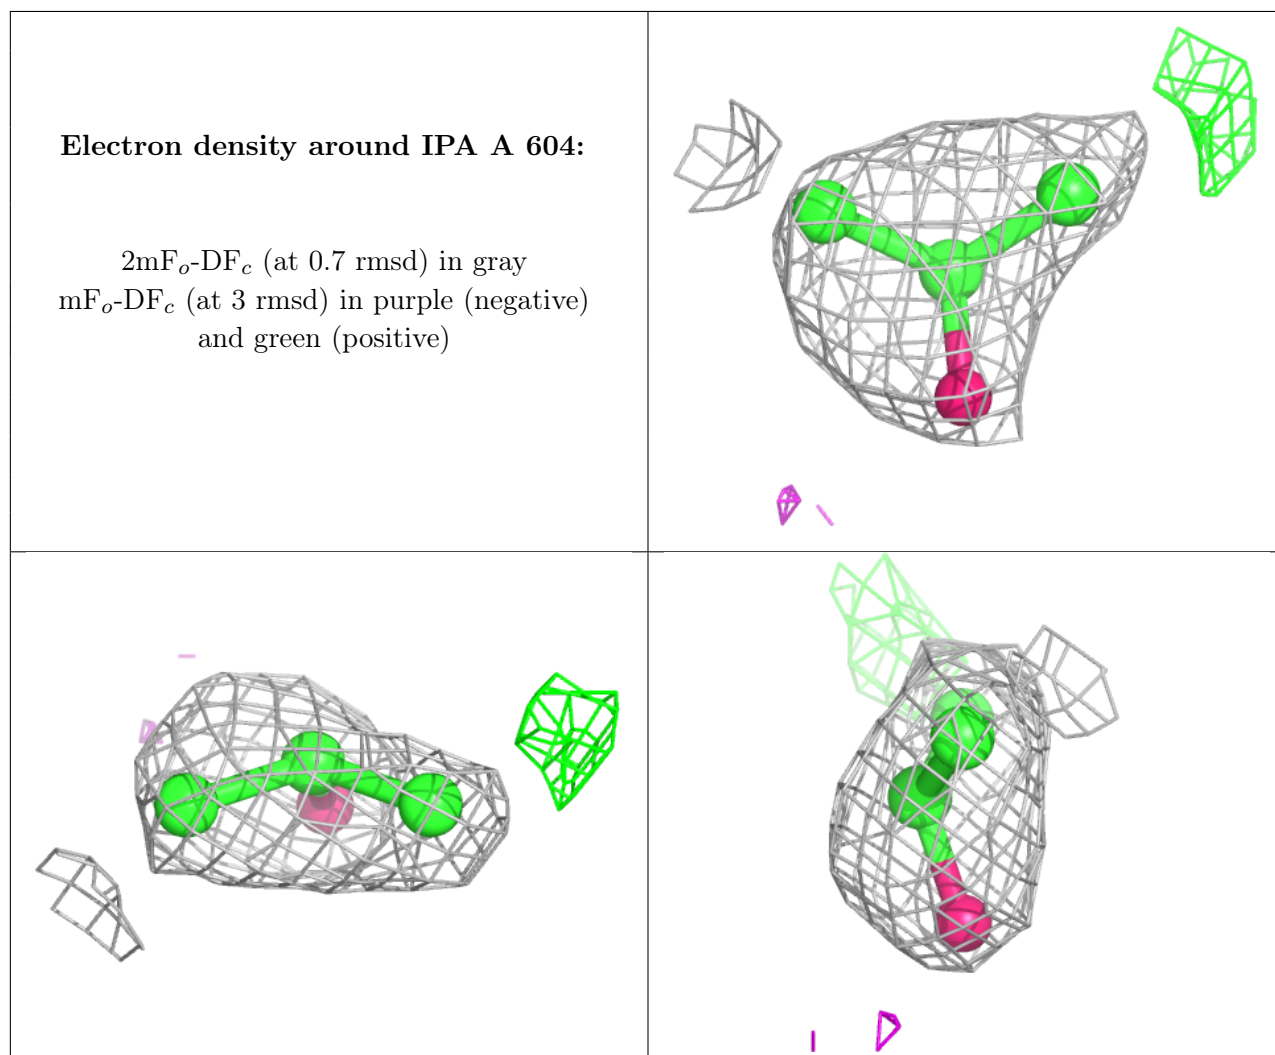 Electron density around IPA A 604:
2mFo-DFc (at 0.7 rmsd) in gray
mFo-DFc (at 3 rmsd) in purple (negative)
and green (positive)